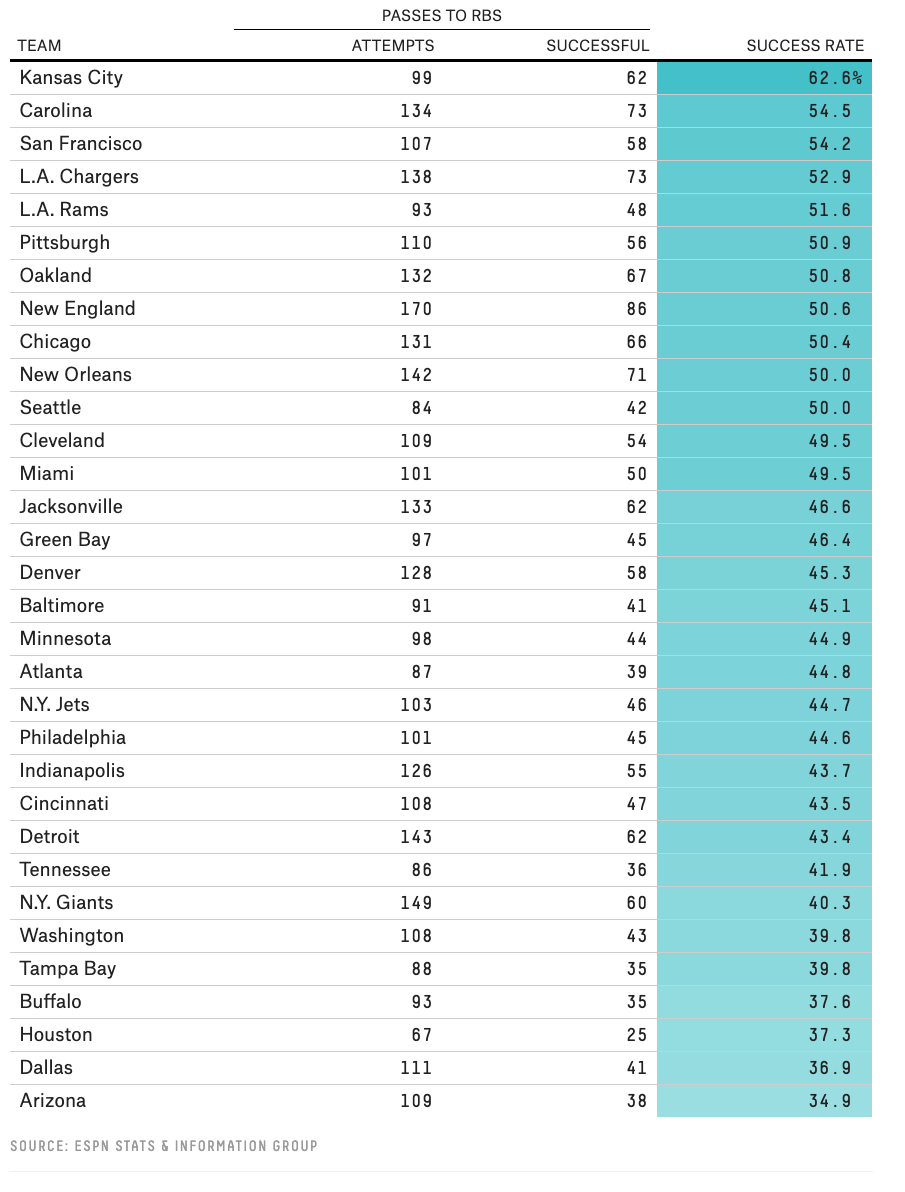 PASSES TO RBS
TEAM ATTEMPTS SUCCESSFUL SUCCESS RATE
Kansas City 99 62 62.6%
Carolina 134 73 54.5
San Francisco 107 58 54.2
L.A. Chargers 138 73 52.9
L.A. Rams 93 48 51.6
Pittsburgh 110 56 50.9
Oakland 132 67 50.8
New England 170 86 50.6
Chicago 131 66 50.4
New Orleans 142 71 50.0
Seattle 84 42 50.0
Cleveland 109 54 49.5
Miami 101 50 49.5
Jacksonville 133 62 46.6
Green Bay 97 45 46.4
Denver 128 58 45.3
Baltimore 91 41 45.1
Minnesota 98 44 44.9
Atlanta 87 39 44.8
N.Y. Jets 103 46 44.7
Philadelphia 101 45 44.6
Indianapolis 126 55 43.7
Cincinnati 108 47 43.5
Detroit 143 62 43.4
Tennessee 86 36 41.9
N.Y. Giants 149 60 40.3
Washington 108 43 39.8
Tampa Bay 88 35 39.8
Buffalo 93 35 37.6
Houston 67 25 37.3
Dallas 111 41 36.9
Arizona 109 38 34.9
SOURCE: ESPN STATS & INFORMATION GROUP